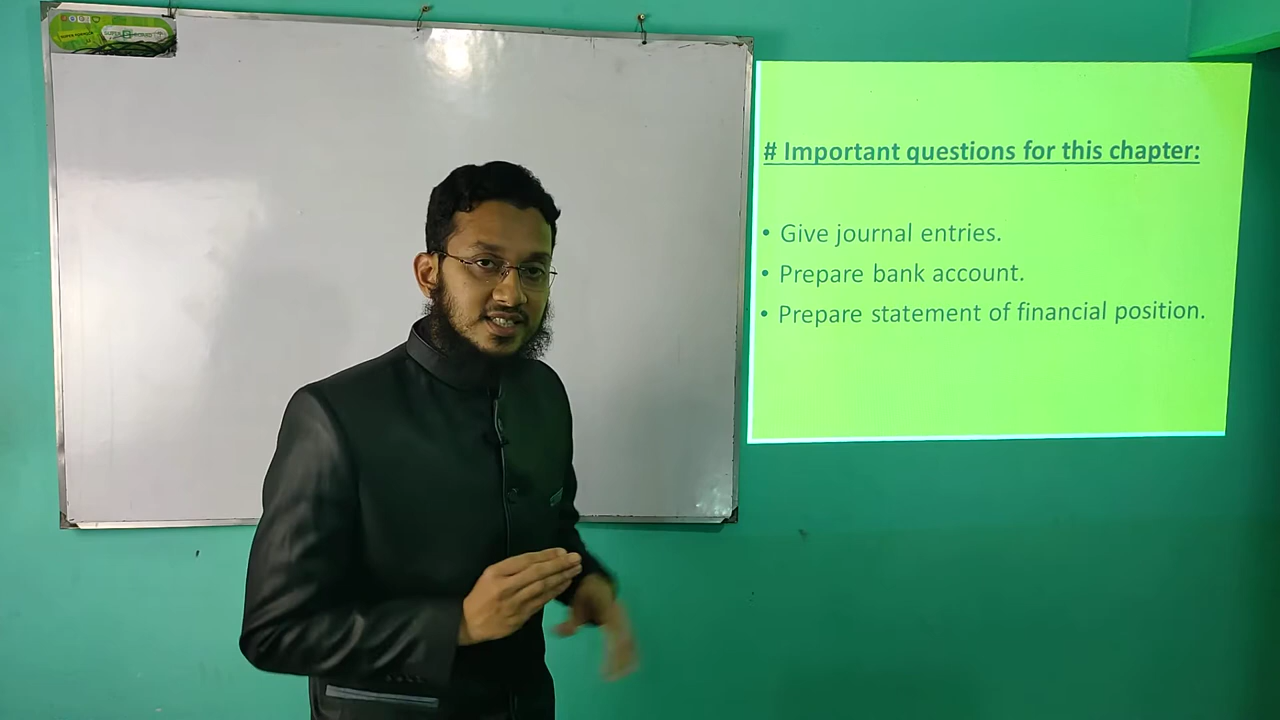 # Important questions for this chapter:
• Give journal entries.
• Prepare bank account.
• Prepare statement of financial position.